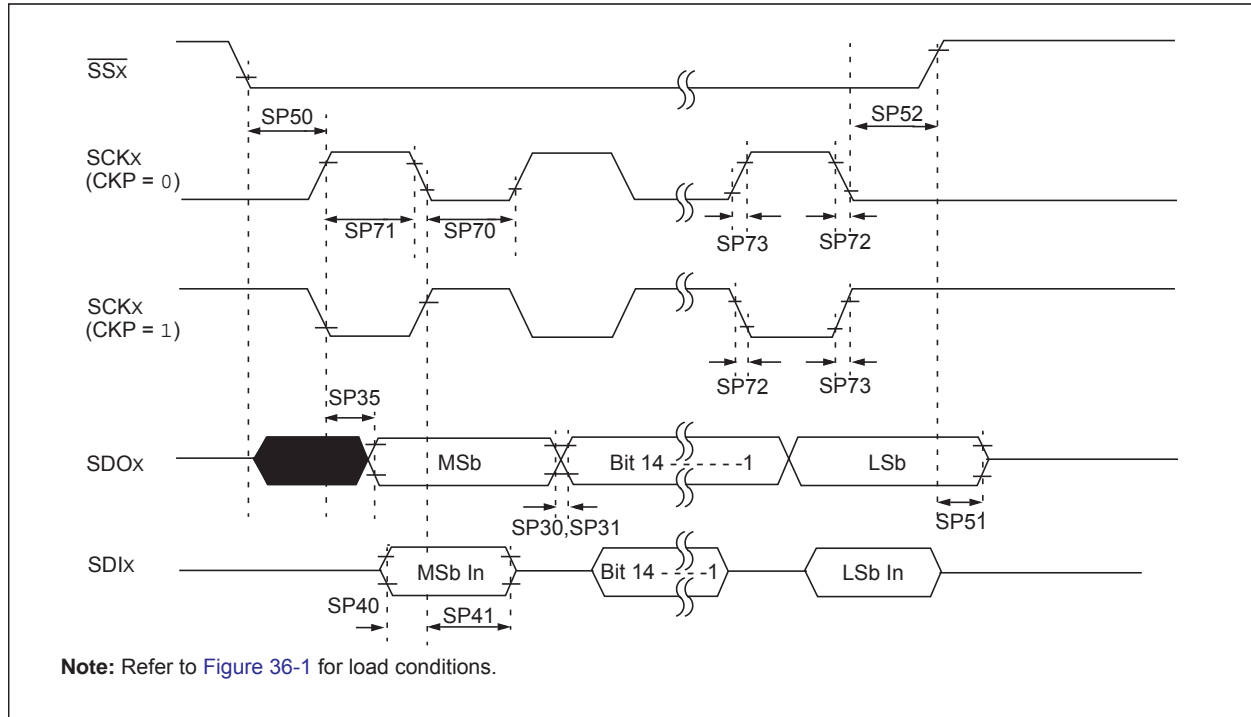 SSx
SP50
SP52
SCKx
(CKP = 0)
SP71
SP70
SP73
SP72
SCKx
(CKP = 1)
SP72
SP73
SP35
SDOx
MSb
Bit 14 - - - - - -1
LSb
SP30,SP31
SP51
SDIx
MSb In
Bit 14 - - - -1
LSb In
SP40
SP41
Note: Refer to Figure 36-1 for load conditions.